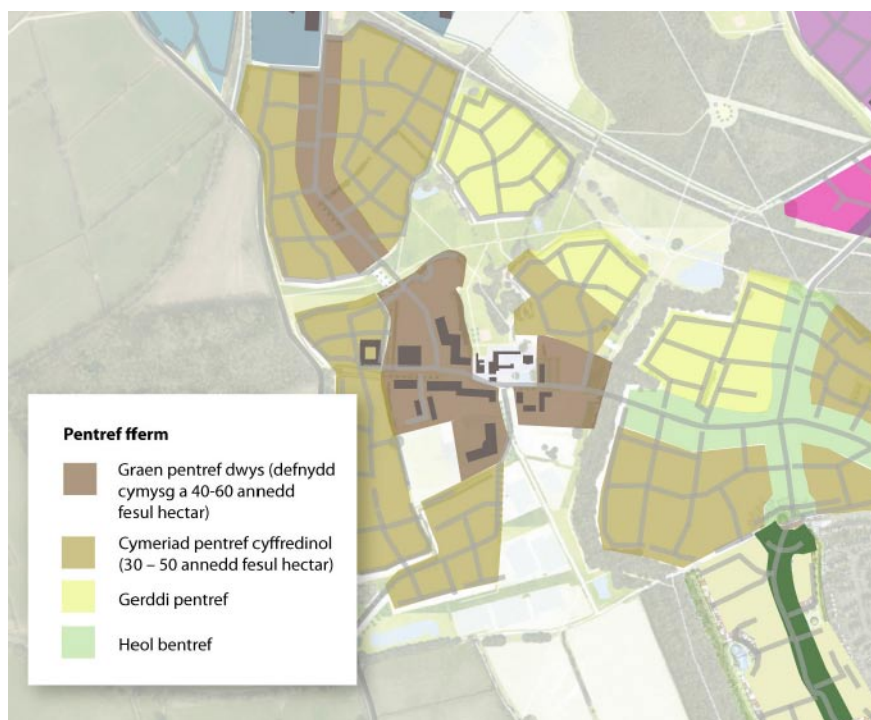 Pentref fferm
Graen pentref dwys (defnydd
cymysg a 40-60 annedd
fesul hectar)
Cymeriad pentref cyffredinol
(30 – 50 annedd fesul hectar)
Gerddi pentref
Heol bentref